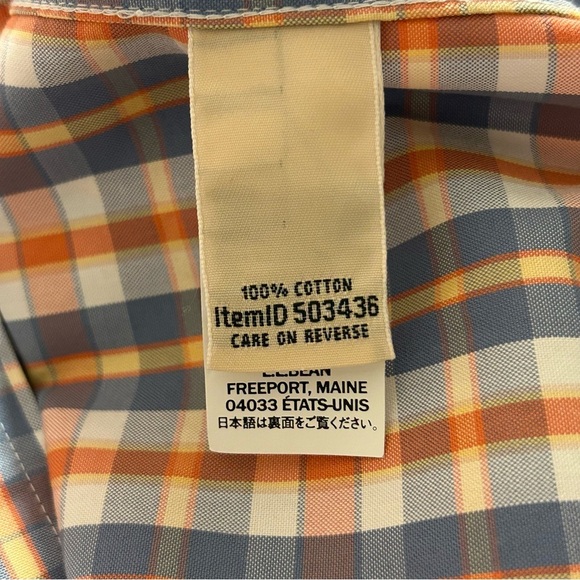 100% COTTON
ItemID 503436
CARE ON REVERSE
L.L.BEAN
FREEPORT, MAINE
04033 ÉTATS-UNIS
日本語は裏面をご覧ください。